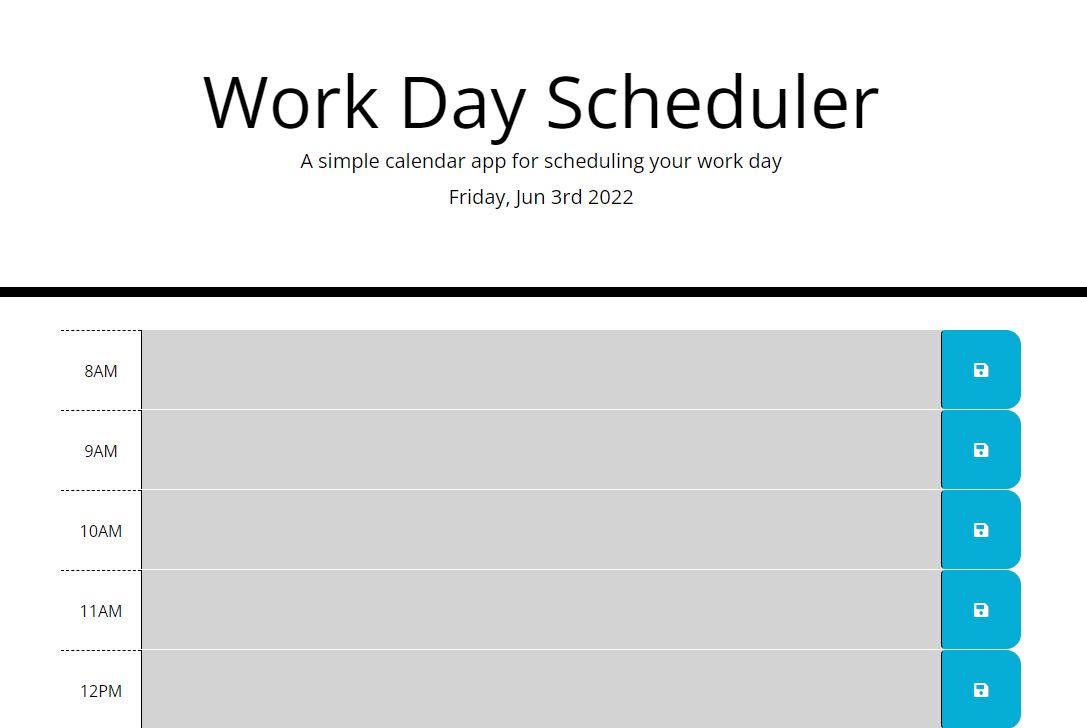 Work Day Scheduler
A simple calendar app for scheduling your work day
Friday, Jun 3rd 2022
8AM
9AM
10AM
11AM
12PM